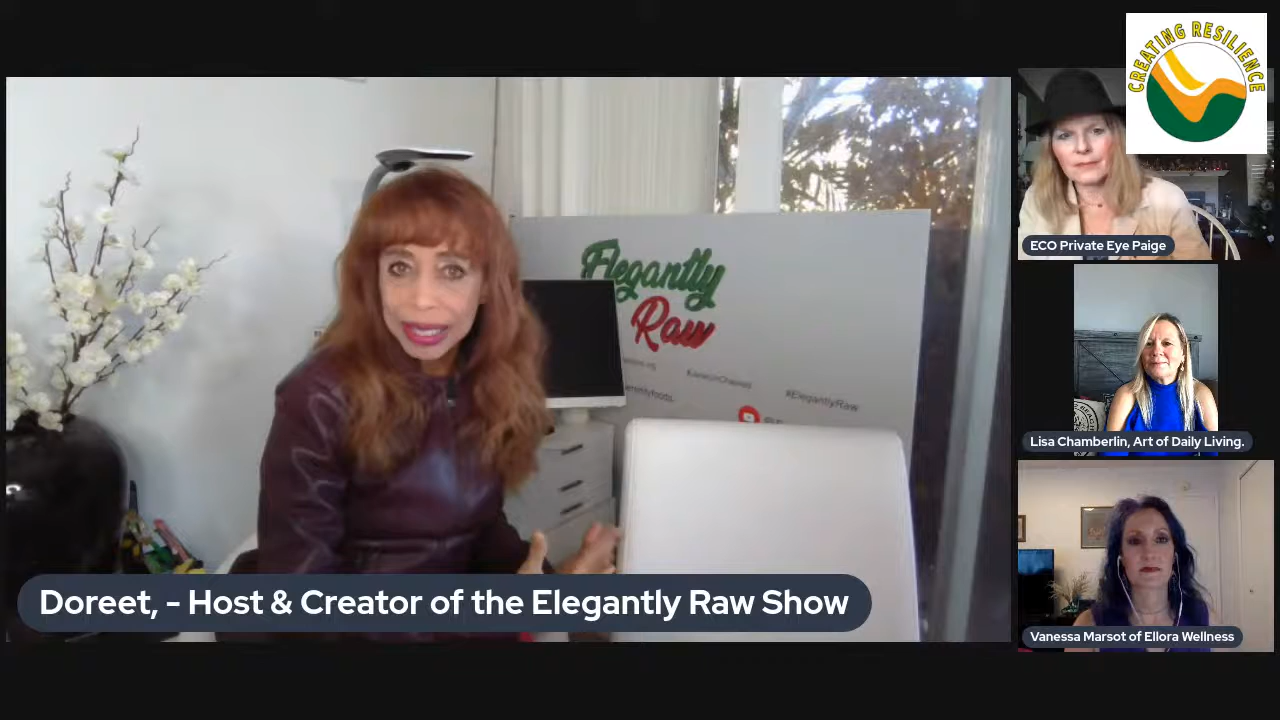 CREATING RESILIENCE
Elegantly
Raw
#ElegantlyRaw
ECO Private Eye Paige
Lisa Chamberlin, Art of Daily Living.
Vanessa Marsot of Ellora Wellness
Doreet, - Host & Creator of the Elegantly Raw Show